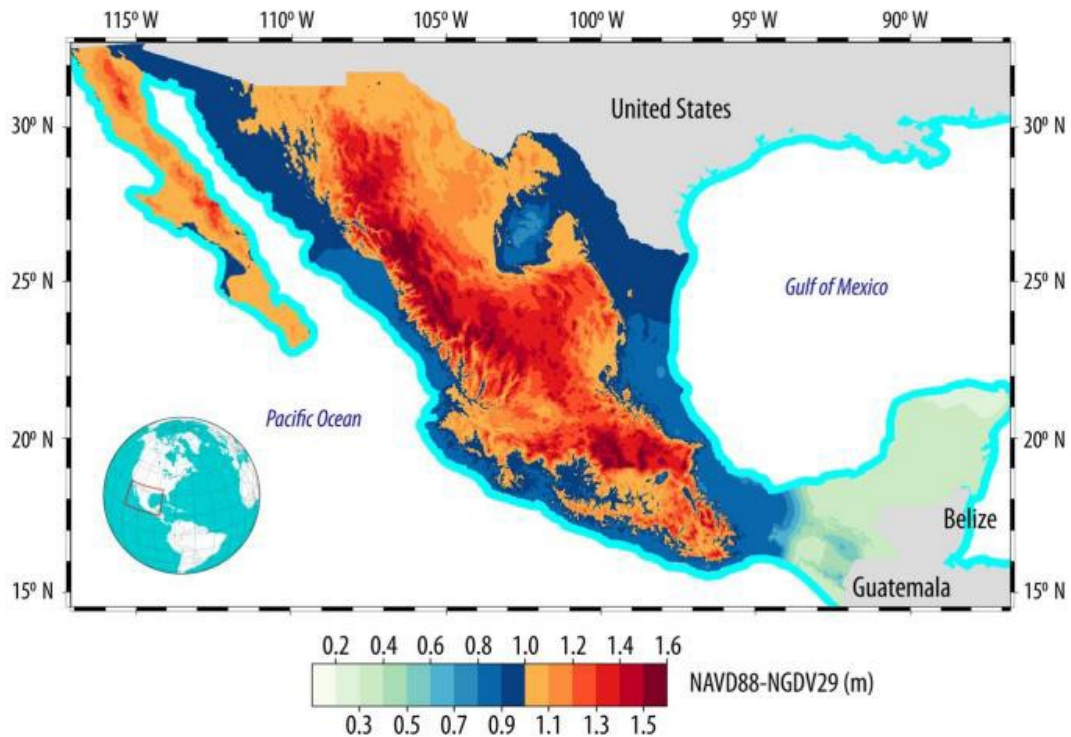 115º W 110º W 105º W 100º W 95º W 90º W
United States
30º N 30º N
25º N 25º N
Gulf of Mexico
Pacific Ocean
20º N 20º N
Belize
15º N Guatemala 15º N
0.2 0.4 0.6 0.8 1.0 1.2 1.4 1.6
NAVD88-NGDV29 (m)
0.3 0.5 0.7 0.9 1.1 1.3 1.5